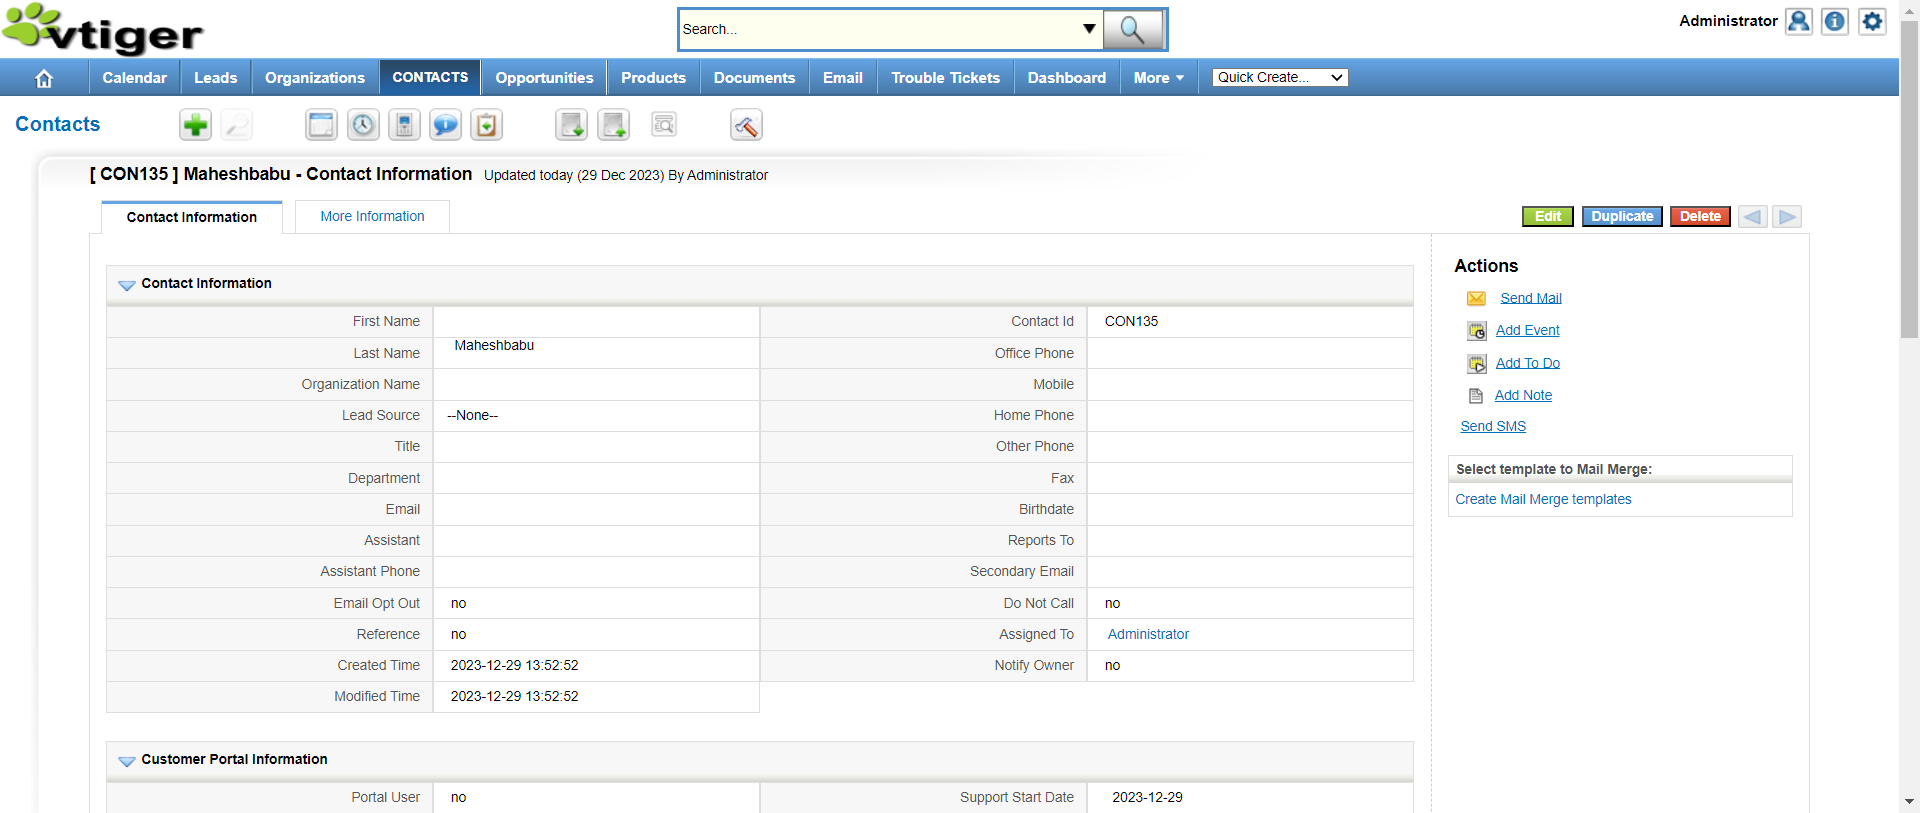 vtiger
Search...
Administrator
Calendar Leads Organizations CONTACTS Opportunities Products Documents Email Trouble Tickets Dashboard More Quick Create...
Contacts
[ CON135 ] Maheshbabu - Contact Information Updated today (29 Dec 2023) By Administrator
Contact Information More Information Edit Duplicate Delete
Contact Information
First Name Contact Id CON135
Last Name Maheshbabu Office Phone
Organization Name Mobile
Lead Source --None-- Home Phone
Title Other Phone
Department Fax
Email Birthdate
Assistant Reports To
Assistant Phone Secondary Email
Email Opt Out no Do Not Call no
Reference no Assigned To Administrator
Created Time 2023-12-29 13:52:52 Notify Owner no
Modified Time 2023-12-29 13:52:52
Customer Portal Information
Portal User no Support Start Date 2023-12-29
Actions
Send Mail
Add Event
Add To Do
Add Note
Send SMS
Select template to Mail Merge:
Create Mail Merge templates